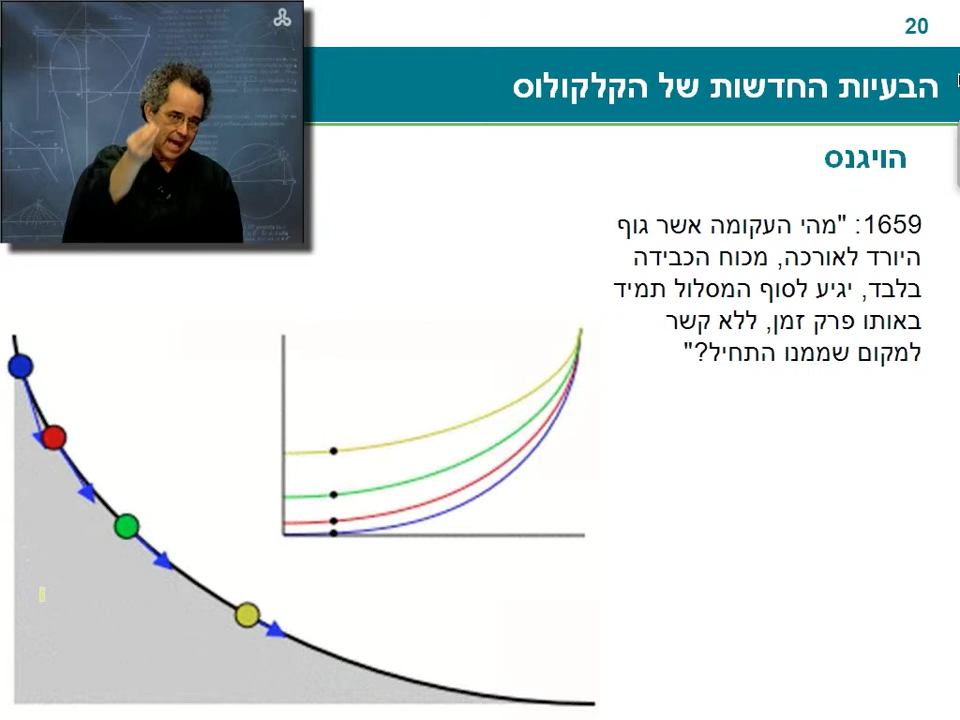 20
הבעיות החדשות של הקלקולוס
הויגנס
1659: "מהי העקומה אשר גוף
היורד לאורכה, מכוח הכבידה
בלבד, יגיע לסוף המסלול תמיד
באותו פרק זמן, ללא קשר
למקום שממנו התחיל?"